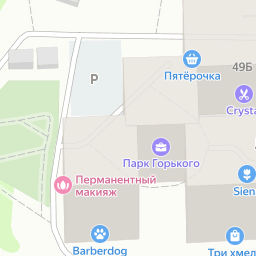 Пятёрочка
49Б
P
Crysta
Парк Горького
Перманентный
макияж
Sien
Barberdog
Три хмел